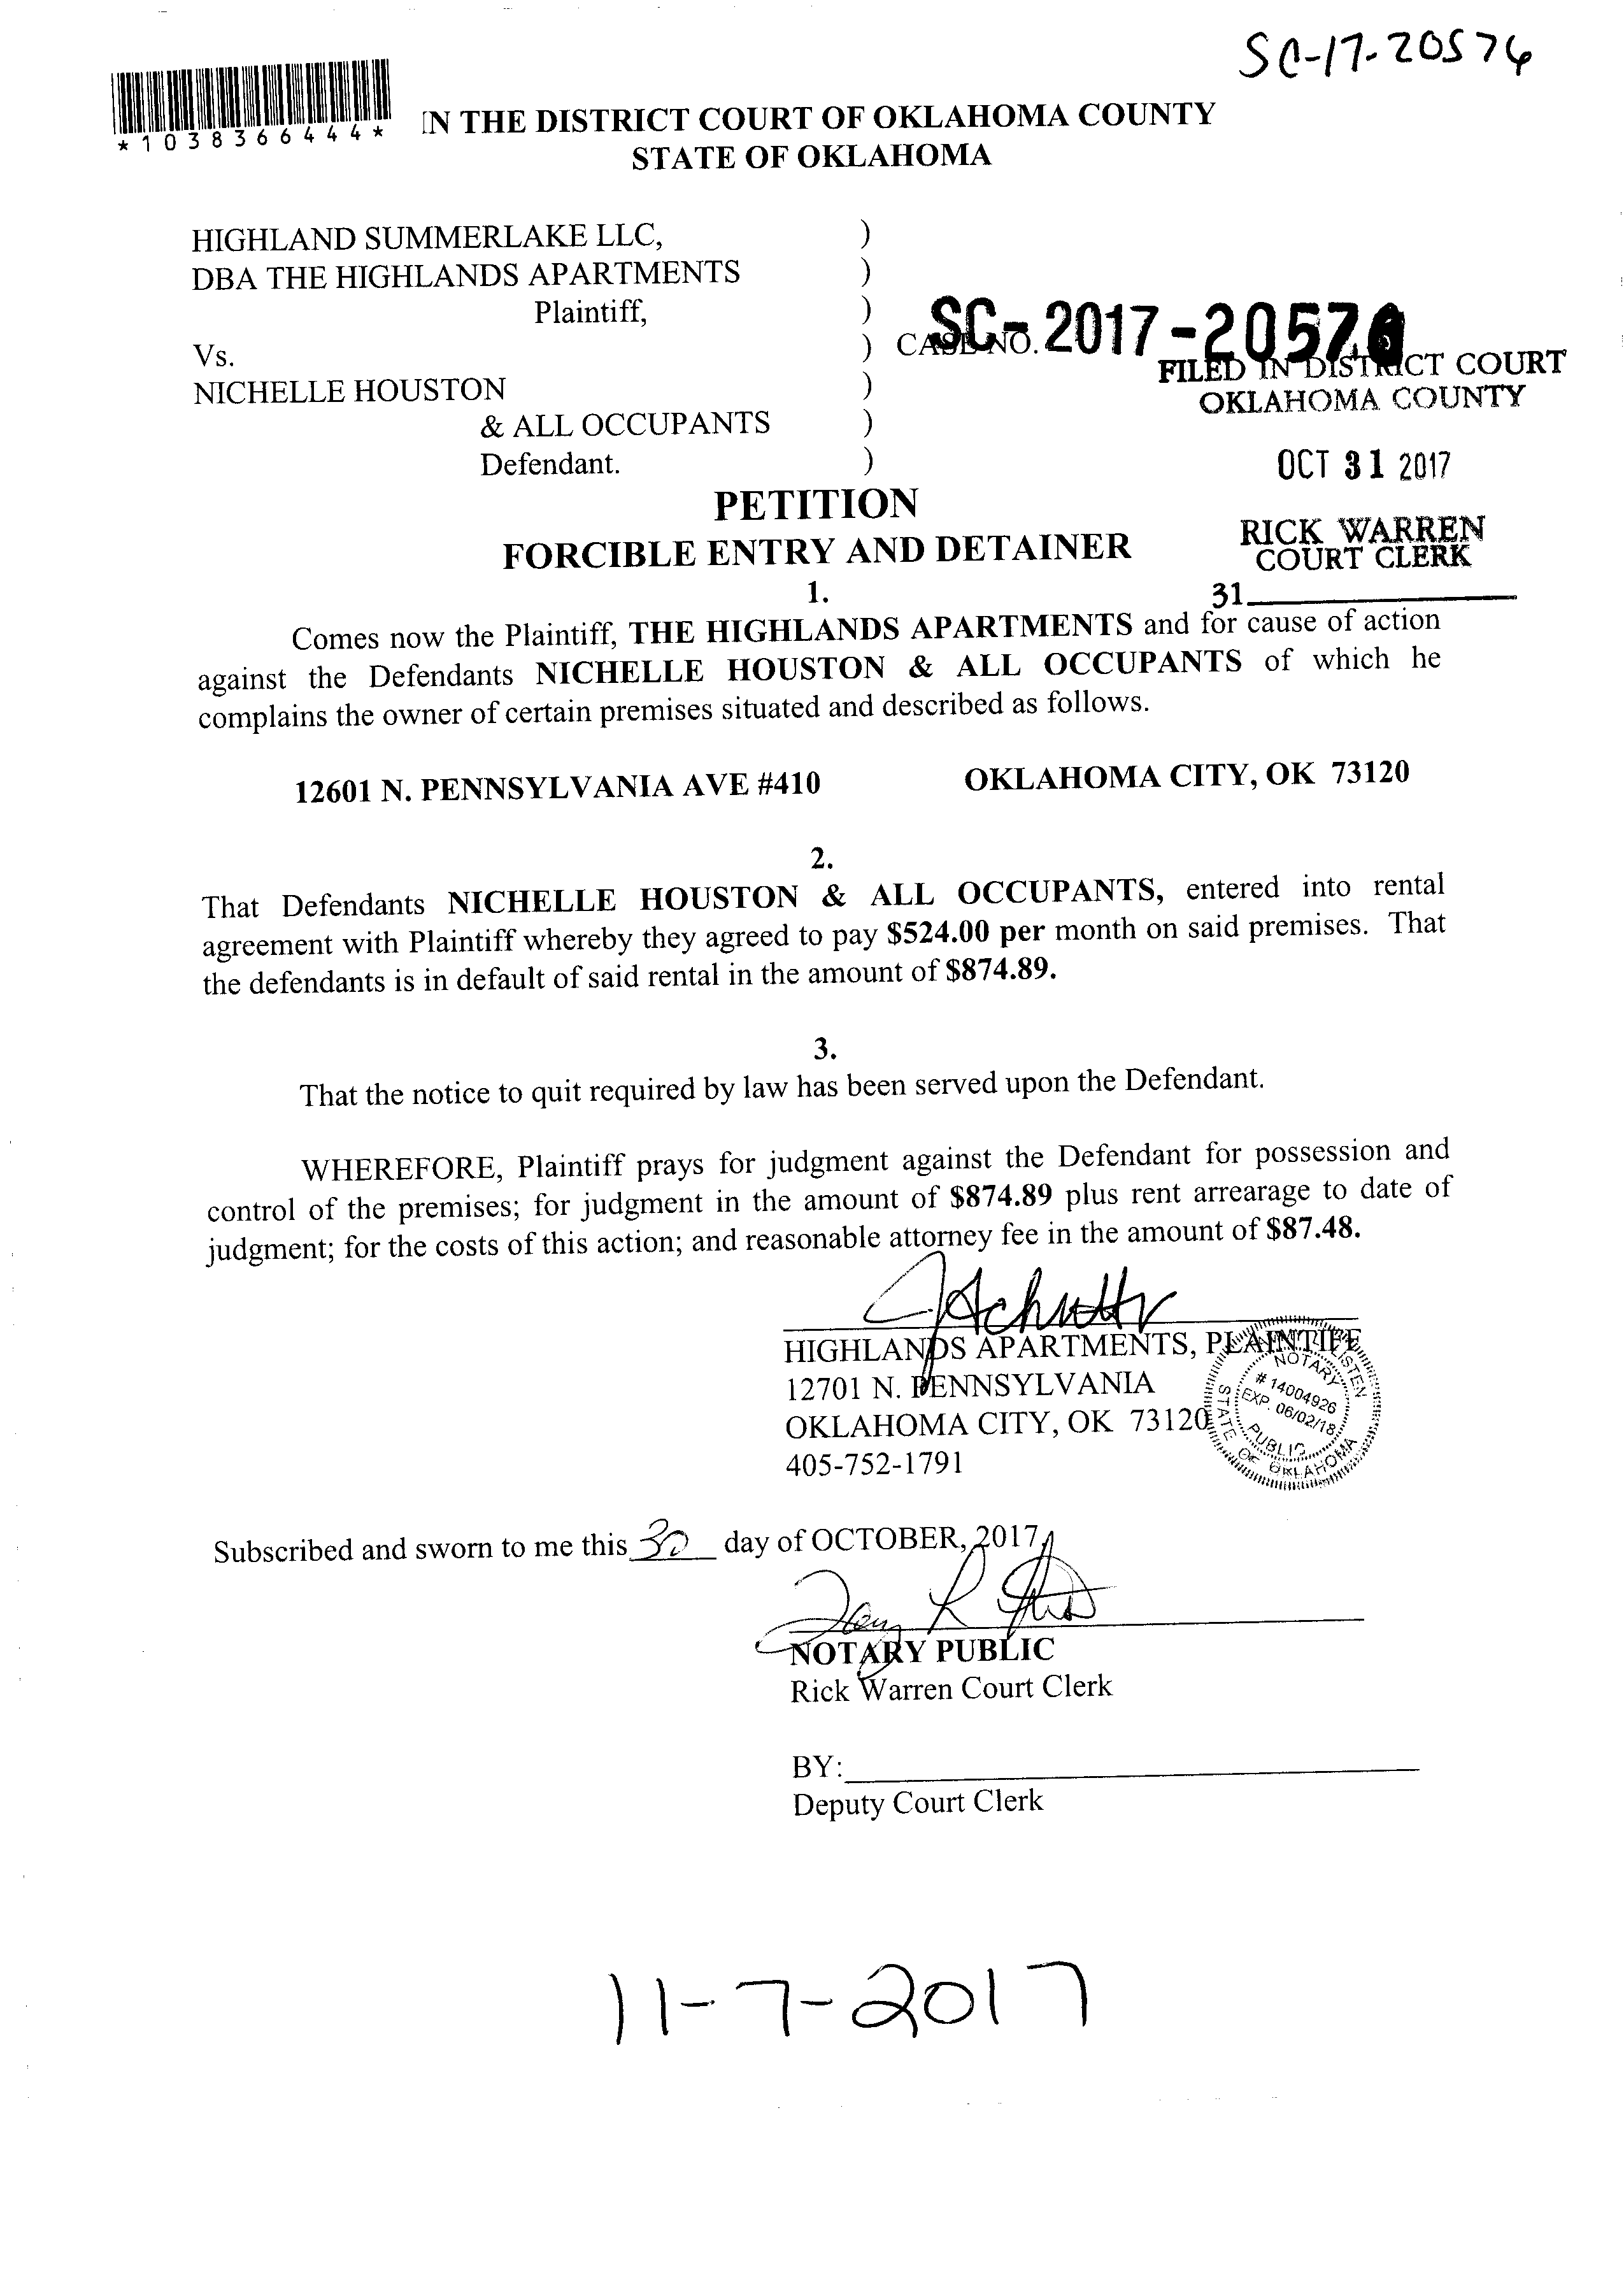 SC-17-20576
*1038366444*
IN THE DISTRICT COURT OF OKLAHOMA COUNTY
STATE OF OKLAHOMA
HIGHLAND SUMMERLAKE LLC, )
DBA THE HIGHLANDS APARTMENTS )
Plaintiff, )
Vs. ) CASE NO. SC-2017-20576
NICHELLE HOUSTON )
& ALL OCCUPANTS )
Defendant. )
FILED IN DISTRICT COURT
OKLAHOMA COUNTY
OCT 31 2017
RICK WARREN
COURT CLERK
31
PETITION
FORCIBLE ENTRY AND DETAINER
1.
Comes now the Plaintiff, THE HIGHLANDS APARTMENTS and for cause of action
against the Defendants NICHELLE HOUSTON & ALL OCCUPANTS of which he
complains the owner of certain premises situated and described as follows.
12601 N. PENNSYLVANIA AVE #410 OKLAHOMA CITY, OK 73120
2.
That Defendants NICHELLE HOUSTON & ALL OCCUPANTS, entered into rental
agreement with Plaintiff whereby they agreed to pay $524.00 per month on said premises. That
the defendants is in default of said rental in the amount of $874.89.
3.
That the notice to quit required by law has been served upon the Defendant.
WHEREFORE, Plaintiff prays for judgment against the Defendant for possession and
control of the premises; for judgment in the amount of $874.89 plus rent arrearage to date of
judgment; for the costs of this action; and reasonable attorney fee in the amount of $87.48.
HIGHLANDS APARTMENTS, PLAINTIFF
12701 N. PENNSYLVANIA
OKLAHOMA CITY, OK 73120
405-752-1791
NOTARY
# 14004926
EXP. 06/02/18
PUBLIC
STATE OF OKLAHOMA
Subscribed and sworn to me this 30 day of OCTOBER, 2017
NOTARY PUBLIC
Rick Warren Court Clerk
BY:
Deputy Court Clerk
11-7-2017